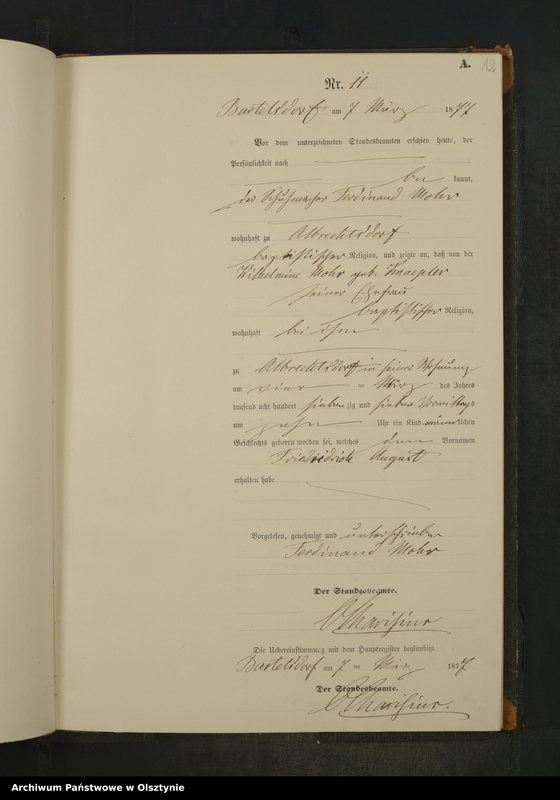 A. 12
Nr. 11
Bartelsdorf am 7 März 1877
Vor dem unterzeichneten Standesbeamten erschien heute, der
Persönlichkeit nach
be kannt,
der Schuhmacher Ferdinand Mohr
wohnhaft zu Albrechtsdorf
baptistischer Religion, und zeigte an, daß von der
Wilhelmine Mohr geb. Knaepler
seiner Ehefrau
baptistischer Religion,
wohnhaft bei ihm
zu Albrechtsdorf in seiner Wohnung
am vier ten März des Jahres
tausend acht hundert sieben zig und sieben Vormittags
um zehn Uhr ein Kind männlichen
Geschlechts geboren worden sei, welches den Vornamen
Friedrich August
erhalten habe
Vorgelesen, genehmigt und unterschrieben
Ferdinand Mohr
Der Standesbeamte.
Die Uebereinstimmung mit dem Hauptregister beglaubigt
Bartelsdorf am 7 ten März 1877
Der Standesbeamte.
Archiwum Państwowe w Olsztynie